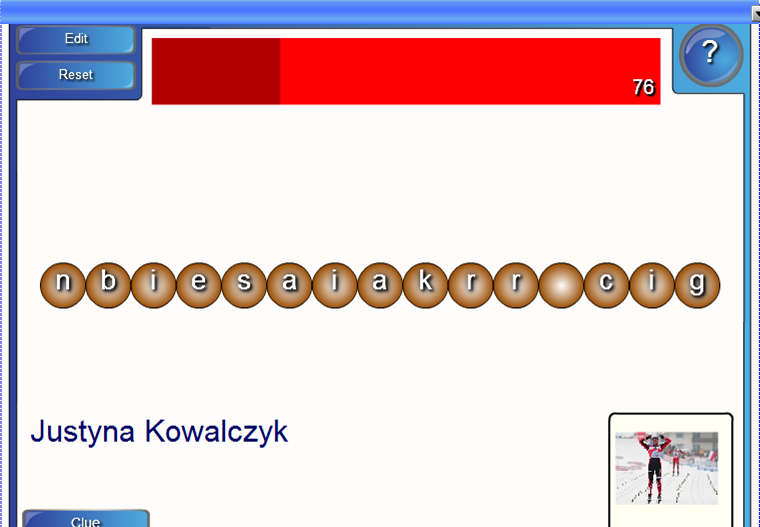 Edit
Reset
76
?
n b i e s a i a k r r c i g
Justyna Kowalczyk
Clue